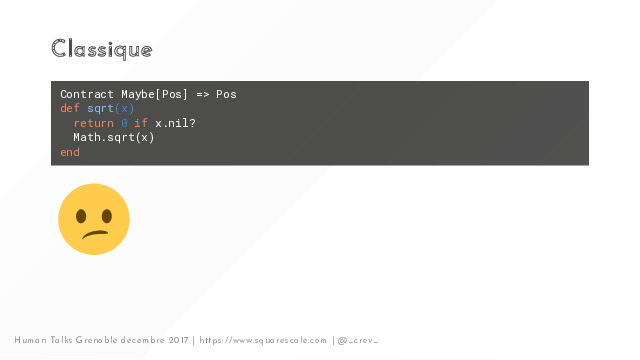 Classique
Contract Maybe[Pos] => Pos
def sqrt(x)
  return 0 if x.nil?
  Math.sqrt(x)
end
Human Talks Grenoble décembre 2017 | https://www.squarescale.com | @_crev_